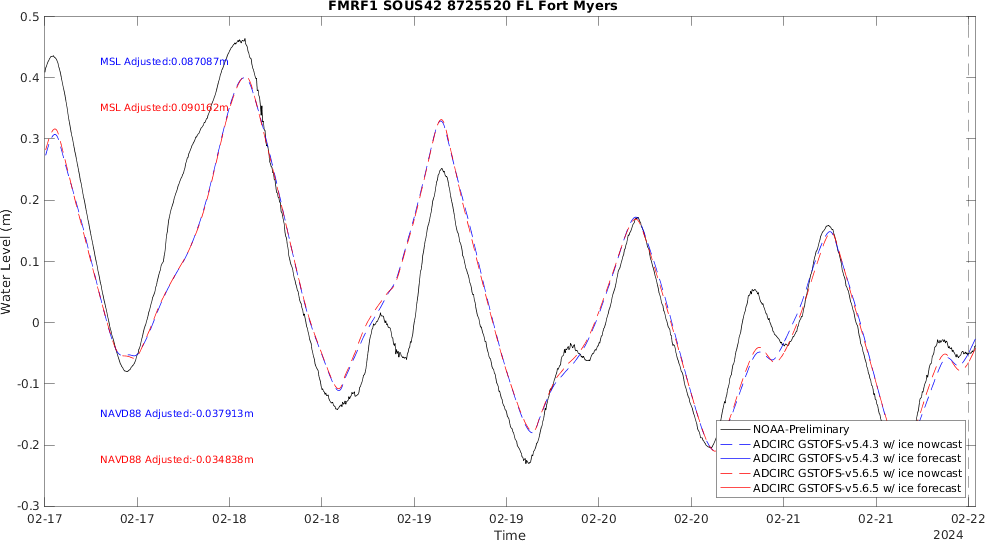 FMRF1 SOUS42 8725520 FL Fort Myers
0.5
0.4
0.3
0.2
0.1
0
-0.1
-0.2
-0.3
Water Level (m)
MSL Adjusted:0.087087m
MSL Adjusted:0.090162m
NAVD88 Adjusted:-0.037913m
NAVD88 Adjusted:-0.034838m
NOAA-Preliminary
ADCIRC GSTOFS-v5.4.3 w/ ice nowcast
ADCIRC GSTOFS-v5.4.3 w/ ice forecast
ADCIRC GSTOFS-v5.6.5 w/ ice nowcast
ADCIRC GSTOFS-v5.6.5 w/ ice forecast
02-17 02-17 02-18 02-18 02-19 02-19 02-20 02-20 02-21 02-21 02-22
Time
2024